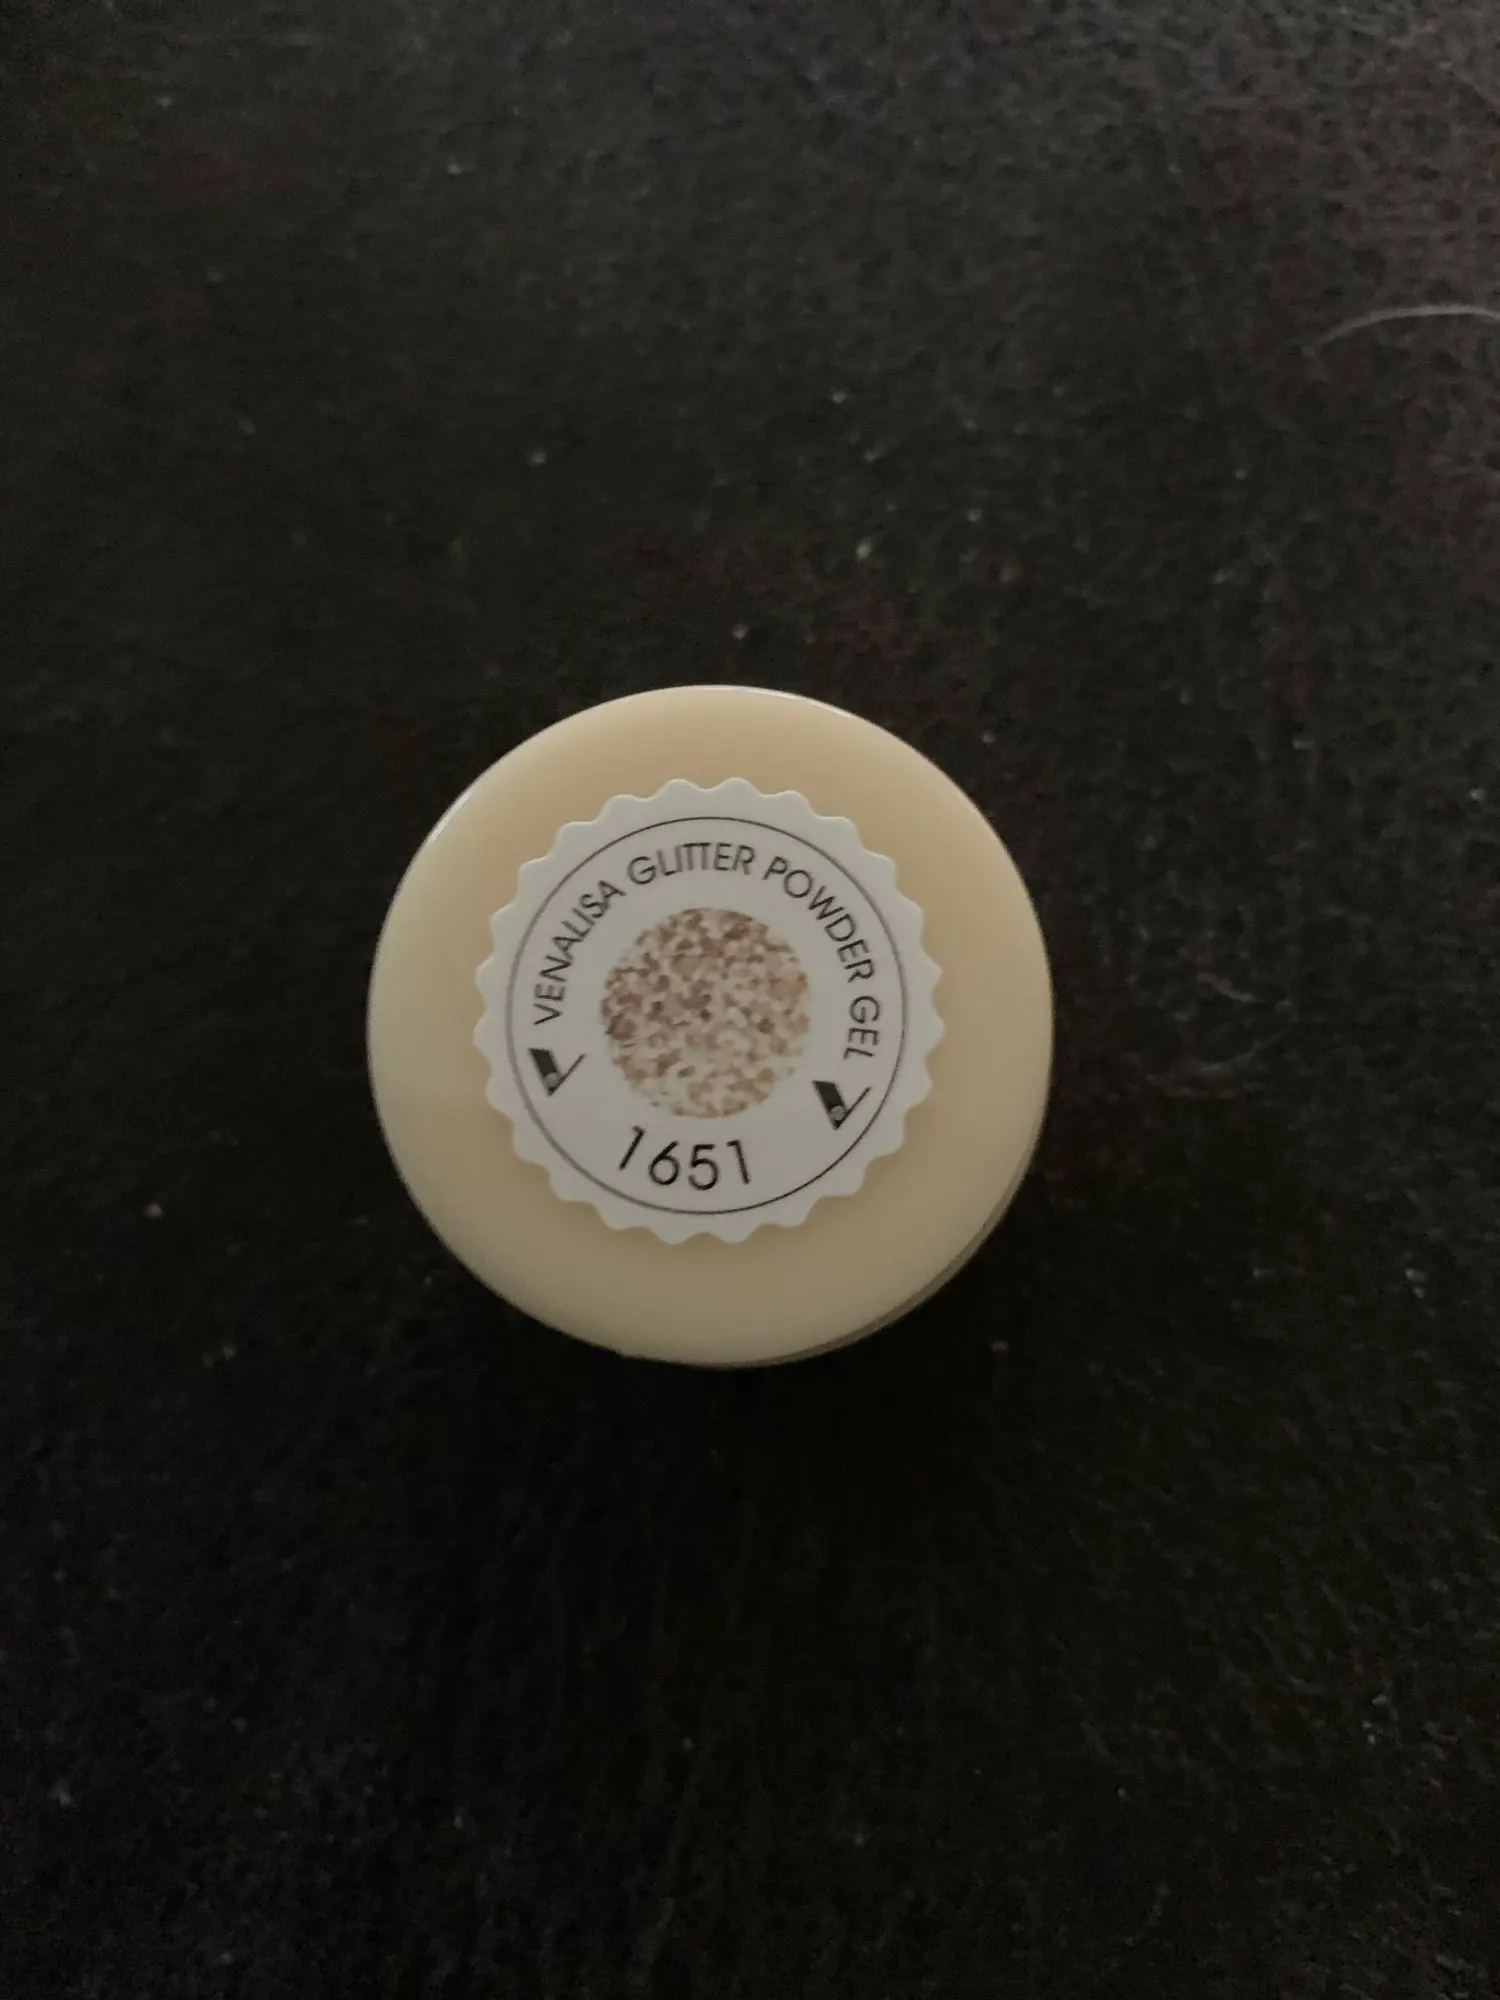 VENALISA GLITTER POWDER GEL
1651